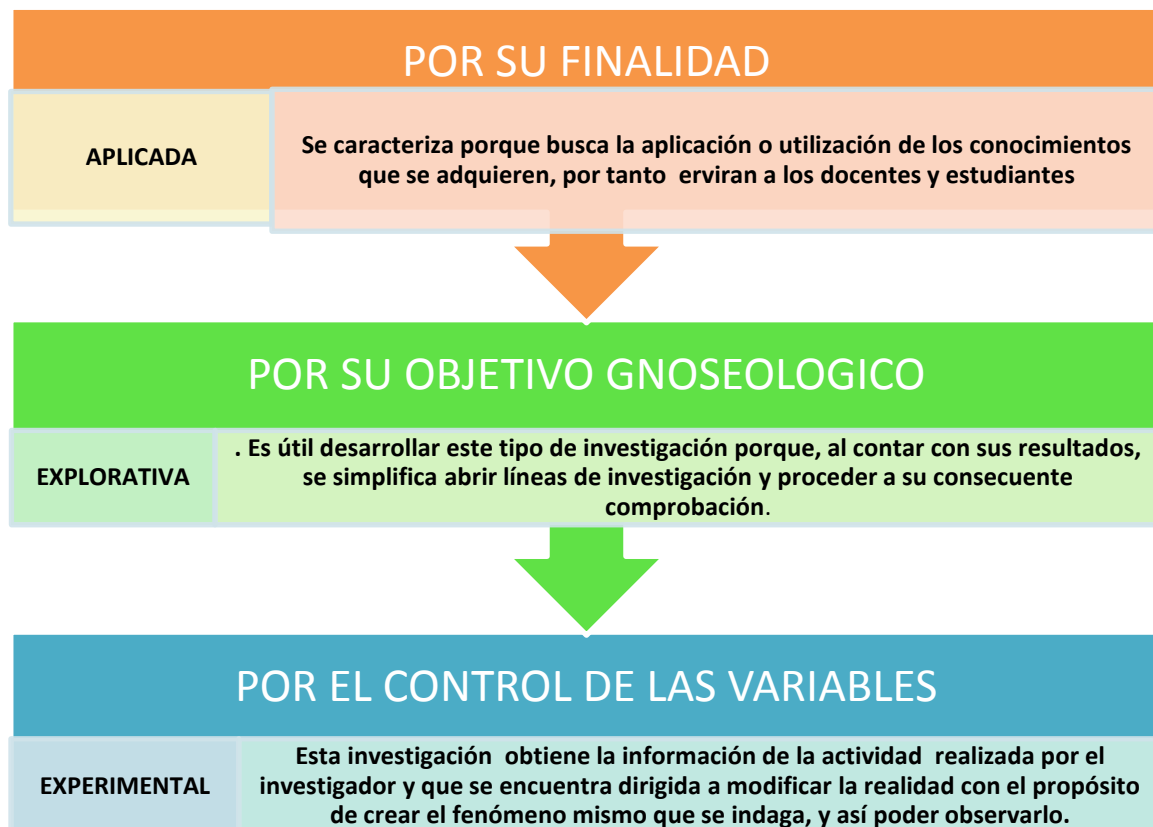 POR SU FINALIDAD
APLICADA
Se caracteriza porque busca la aplicación o utilización de los conocimientos
que se adquieren, por tanto  erviran a los docentes y estudiantes
POR SU OBJETIVO GNOSEOLOGICO
EXPLORATIVA
. Es útil desarrollar este tipo de investigación porque, al contar con sus resultados,
se simplifica abrir líneas de investigación y proceder a su consecuente
comprobación.
POR EL CONTROL DE LAS VARIABLES
EXPERIMENTAL
Esta investigación  obtiene la información de la actividad  realizada por el
investigador y que se encuentra dirigida a modificar la realidad con el propósito
de crear el fenómeno mismo que se indaga, y así poder observarlo.